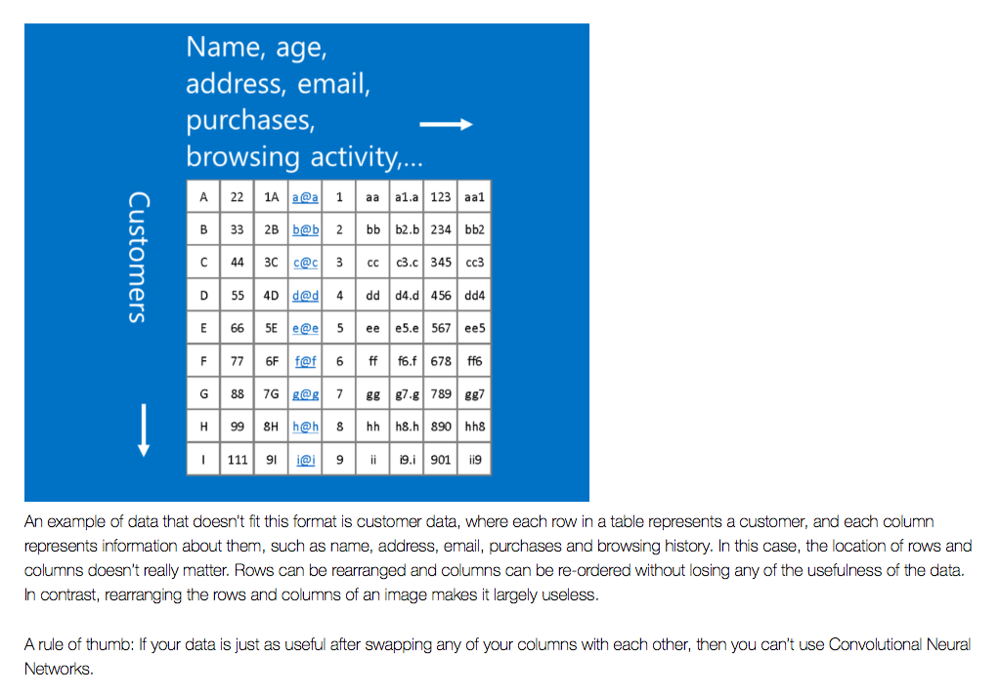 Name, age,
address, email,
purchases,
browsing activity,...
Customers
A 22 1A a@a 1 aa a1.a 123 aa1
B 33 2B b@b 2 bb b2.b 234 bb2
C 44 3C c@c 3 cc c3.c 345 cc3
D 55 4D d@d 4 dd d4.d 456 dd4
E 66 5E e@e 5 ee e5.e 567 ee5
F 77 6F f@f 6 ff f6.f 678 ff6
G 88 7G g@g 7 gg g7.g 789 gg7
H 99 8H h@h 8 hh h8.h 890 hh8
I 111 9I i@i 9 ii i9.i 901 ii9
An example of data that doesn't fit this format is customer data, where each row in a table represents a customer, and each column
represents information about them, such as name, address, email, purchases and browsing history. In this case, the location of rows and
columns doesn't really matter. Rows can be rearranged and columns can be re-ordered without losing any of the usefulness of the data.
In contrast, rearranging the rows and columns of an image makes it largely useless.
A rule of thumb: If your data is just as useful after swapping any of your columns with each other, then you can't use Convolutional Neural
Networks.